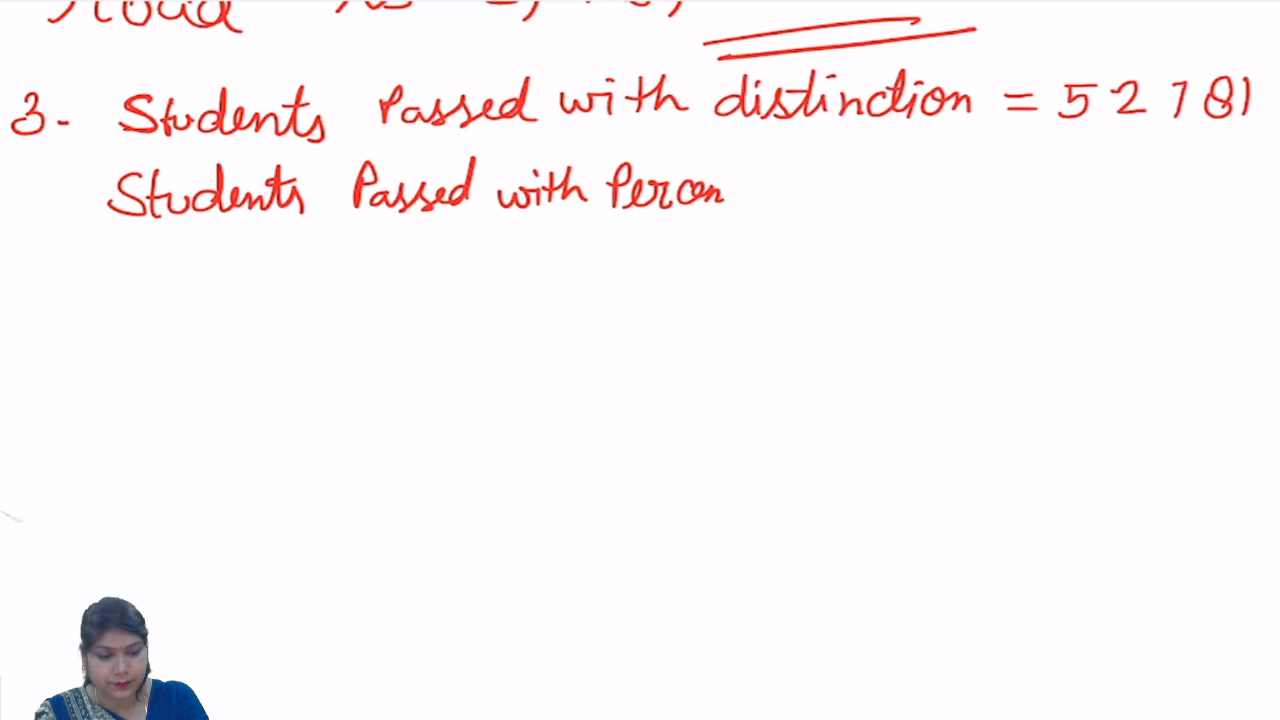 3. Students Passed with distinction = 52781
Students Passed with Percen